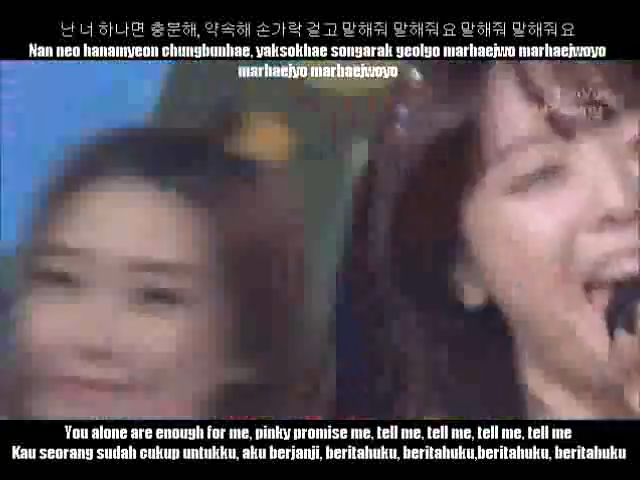 난 너 하나면 충분해, 약속해 손가락 걸고 말해줘 말해줘요 말해줘 말해줘요
Nan neo hanamyeon chungbunhae, yaksokhae songarak geolgo marhaejwo marhaejwoyo
marhaejyo marhaejwoyo
You alone are enough for me, pinky promise me, tell me, tell me, tell me, tell me
Kau seorang sudah cukup untukku, aku berjanji, beritahuku, beritahuku,beritahuku, beritahuku